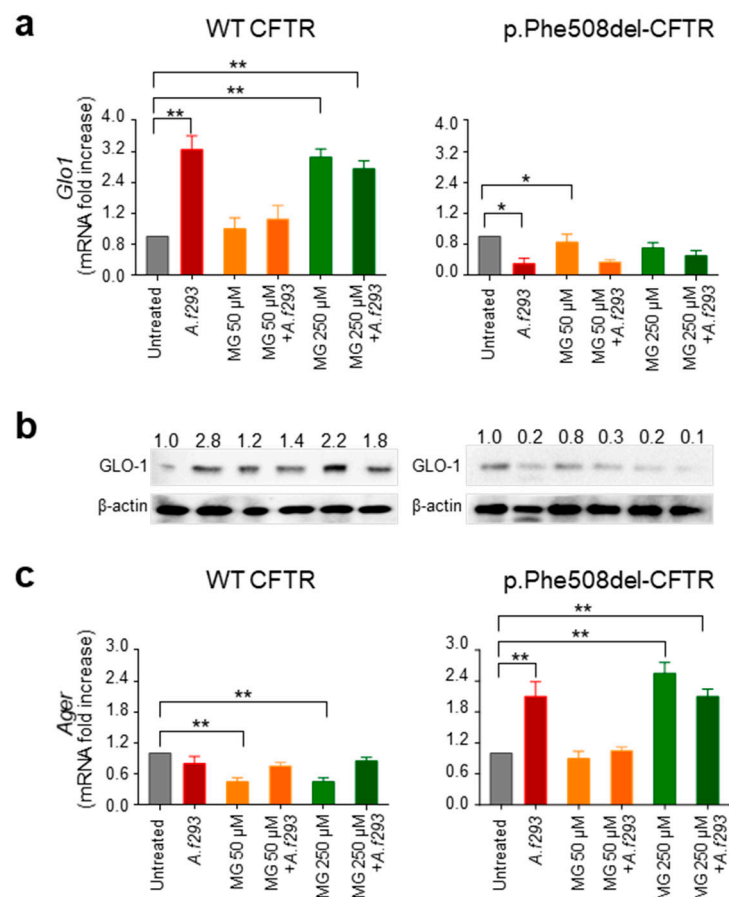 a
WT CFTR
p.Phe508del-CFTR
**
**
**
*
*
Glo1
(mRNA fold increase)
4.0
3.2
2.4
1.2
0.8
0.0
4.0
3.2
2.4
1.2
0.8
0.0
Untreated
A.f293
MG 50 µM
MG 50 µM
+A.f293
MG 250 µM
MG 250 µM
+A.f293
Untreated
A.f293
MG 50 µM
MG 50 µM
+A.f293
MG 250 µM
MG 250 µM
+A.f293
b
1.0 2.8 1.2 1.4 2.2 1.8
GLO-1
β-actin
1.0 0.2 0.8 0.3 0.2 0.1
GLO-1
β-actin
c
WT CFTR
p.Phe508del-CFTR
**
**
**
**
**
Ager
(mRNA fold increase)
3.0
2.4
1.8
1.2
0.6
0.0
3.0
2.4
1.8
1.2
0.6
0.0
Untreated
A.f293
MG 50 µM
MG 50 µM
+A.f293
MG 250 µM
MG 250 µM
+A.f293
Untreated
A.f293
MG 50 µM
MG 50 µM
+A.f293
MG 250 µM
MG 250 µM
+A.f293